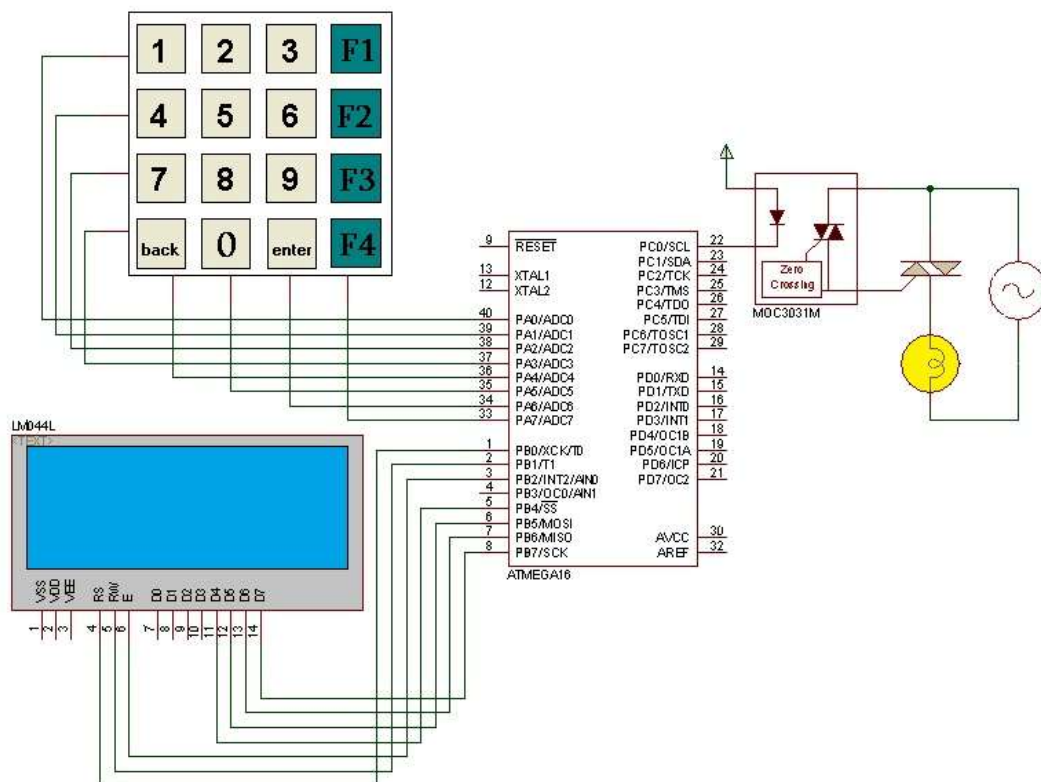 1 2 3 F1
4 5 6 F2
7 8 9 F3
back 0 enter F4
9 RESET
13 XTAL1
12 XTAL2
40 PA0/ADC0
39 PA1/ADC1
38 PA2/ADC2
37 PA3/ADC3
36 PA4/ADC4
35 PA5/ADC5
34 PA6/ADC6
33 PA7/ADC7
1 PB0/XCK/T0
2 PB1/T1
3 PB2/INT2/AIN0
4 PB3/OC0/AIN1
5 PB4/SS
6 PB5/MOSI
7 PB6/MISO
8 PB7/SCK
PC0/SCL 22
PC1/SDA 23
PC2/TCK 24
PC3/TMS 25
PC4/TDO 26
PC5/TDI 27
PC6/TOSC1 28
PC7/TOSC2 29
PD0/RXD 14
PD1/TXD 15
PD2/INT0 16
PD3/INT1 17
PD4/OC1B 18
PD5/OC1A 19
PD6/ICP 20
PD7/OC2 21
AVCC 30
AREF 32
ATMEGA16
Zero
Crossing
MOC3031M
LM044L
<TEXT>
VSS VDD VEE RS RW E D0 D1 D2 D3 D4 D5 D6 D7
1 2 3 4 5 6 7 8 9 10 11 12 13 14